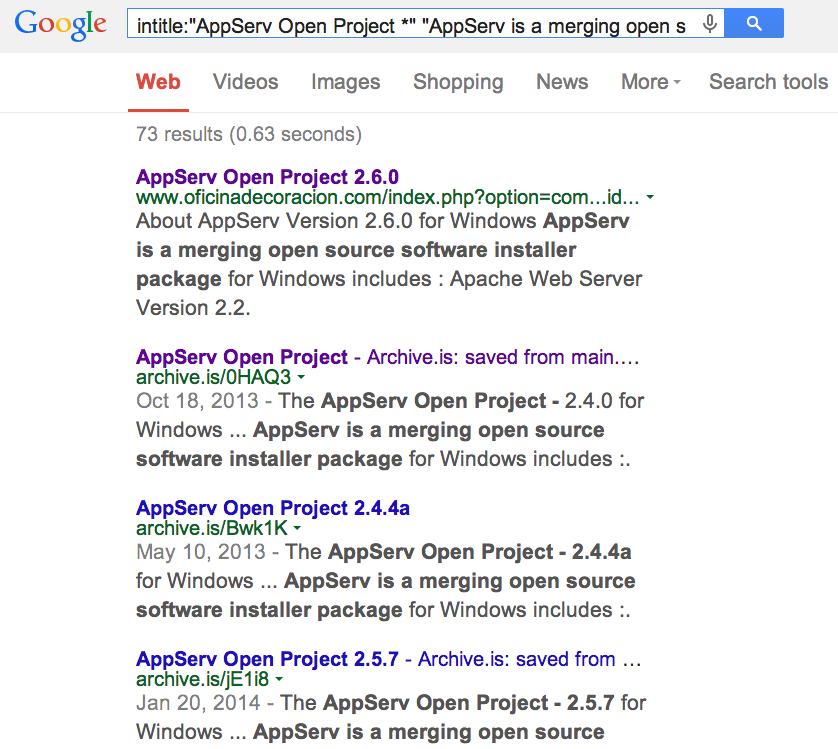 Google
intitle:"AppServ Open Project *" "AppServ is a merging open s
Web Videos Images Shopping News More Search tools
73 results (0.63 seconds)
AppServ Open Project 2.6.0
www.oficinadecoracion.com/index.php?option=com...id...
About AppServ Version 2.6.0 for Windows AppServ
is a merging open source software installer
package for Windows includes : Apache Web Server
Version 2.2.
AppServ Open Project - Archive.is: saved from main....
archive.is/0HAQ3
Oct 18, 2013 - The AppServ Open Project - 2.4.0 for
Windows ... AppServ is a merging open source
software installer package for Windows includes :.
AppServ Open Project 2.4.4a
archive.is/Bwk1K
May 10, 2013 - The AppServ Open Project - 2.4.4a
for Windows ... AppServ is a merging open source
software installer package for Windows includes :.
AppServ Open Project 2.5.7 - Archive.is: saved from ...
archive.is/jE1i8
Jan 20, 2014 - The AppServ Open Project - 2.5.7 for
Windows ... AppServ is a merging open source